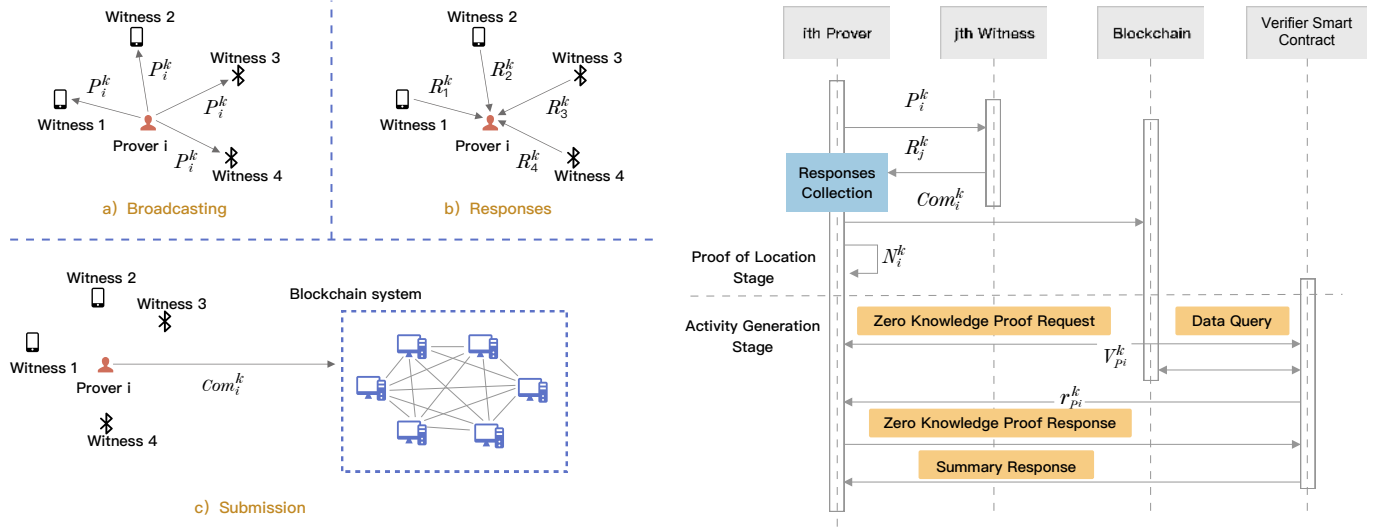 Witness 2
Witness 3
P_i^k
P_i^k
P_i^k
Witness 1
Prover i
P_i^k
Witness 4
a) Broadcasting
Witness 2
Witness 3
R_2^k
R_1^k
R_3^k
Witness 1
Prover i
R_4^k
Witness 4
b) Responses
Witness 2
Witness 3
Blockchain system
Witness 1
Prover i
Com_i^k
Witness 4
c) Submission
ith Prover
jth Witness
Blockchain
Verifier Smart
Contract
P_i^k
R_j^k
Responses
Collection
Com_i^k
N_i^k
Proof of Location
Stage
Activity Generation
Stage
Zero Knowledge Proof Request
Data Query
V_{Pi}^k
r_{Pi}^k
Zero Knowledge Proof Response
Summary Response